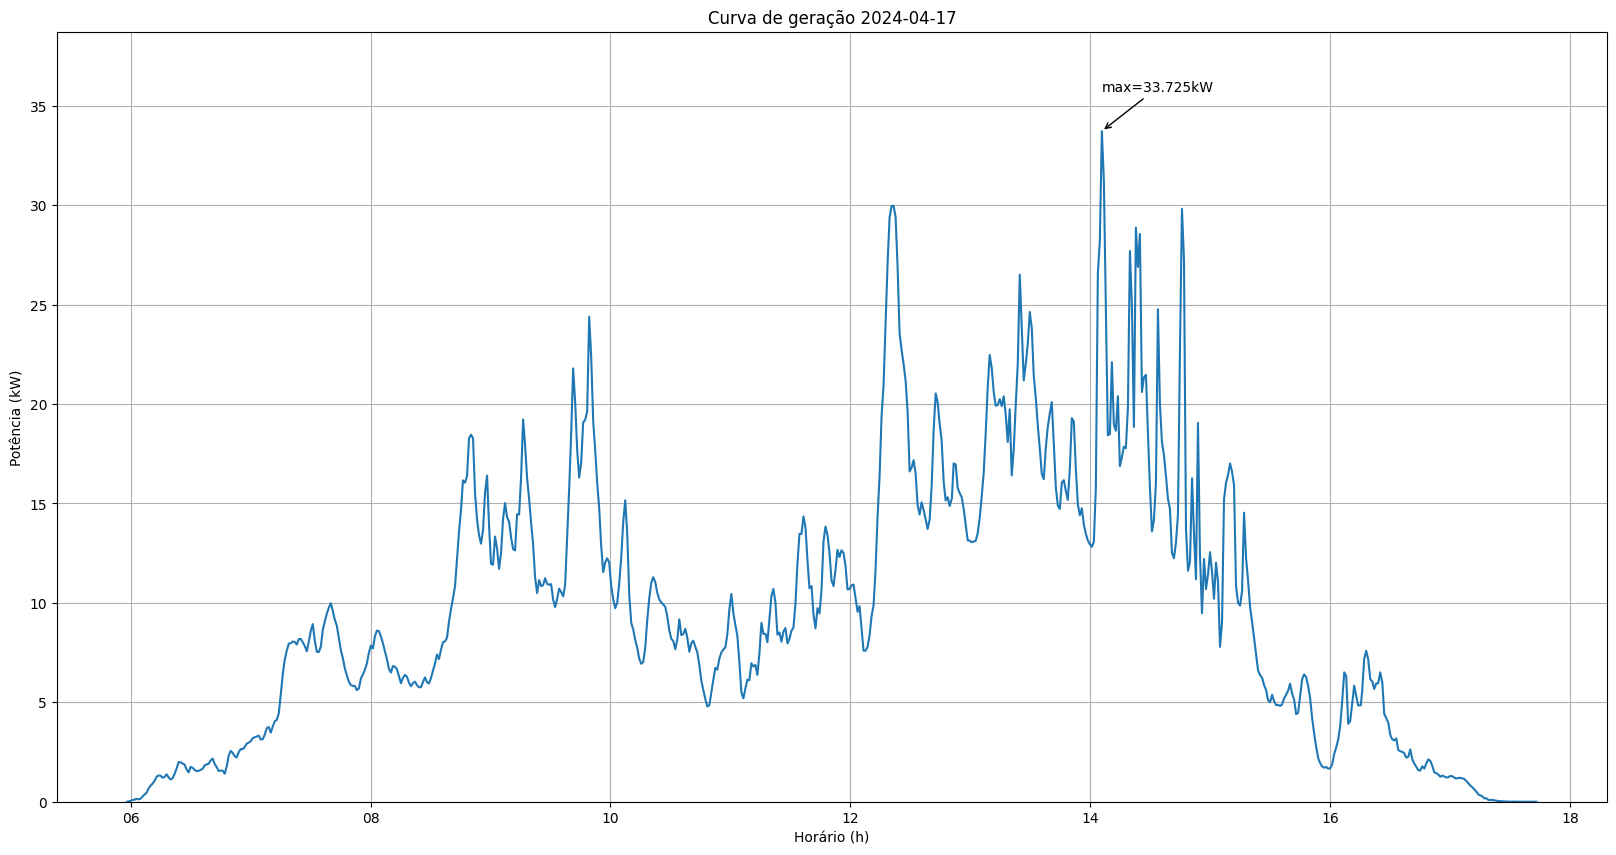 Curva de geração 2024-04-17
max=33.725kW
Potência (kW)
35
30
25
20
15
10
5
0
06 08 10 12 14 16 18
Horário (h)